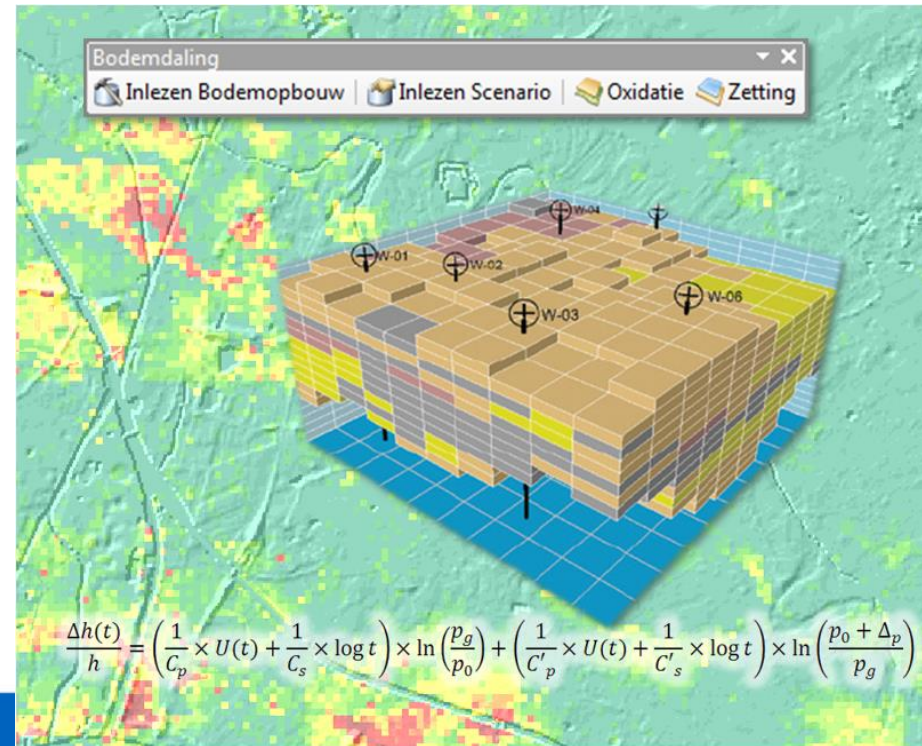 Bodemdaling
Inlezen Bodemopbouw | Inlezen Scenario | Oxidatie Zetting
W-04
W-01
W-02
W-06
W-03
Δh(t)/h = (1/C_p × U(t) + 1/C_s × log t) × ln(p_g/p_0) + (1/C'_p × U(t) + 1/C'_s × log t) × ln((p_0 + Δ_p)/p_g)